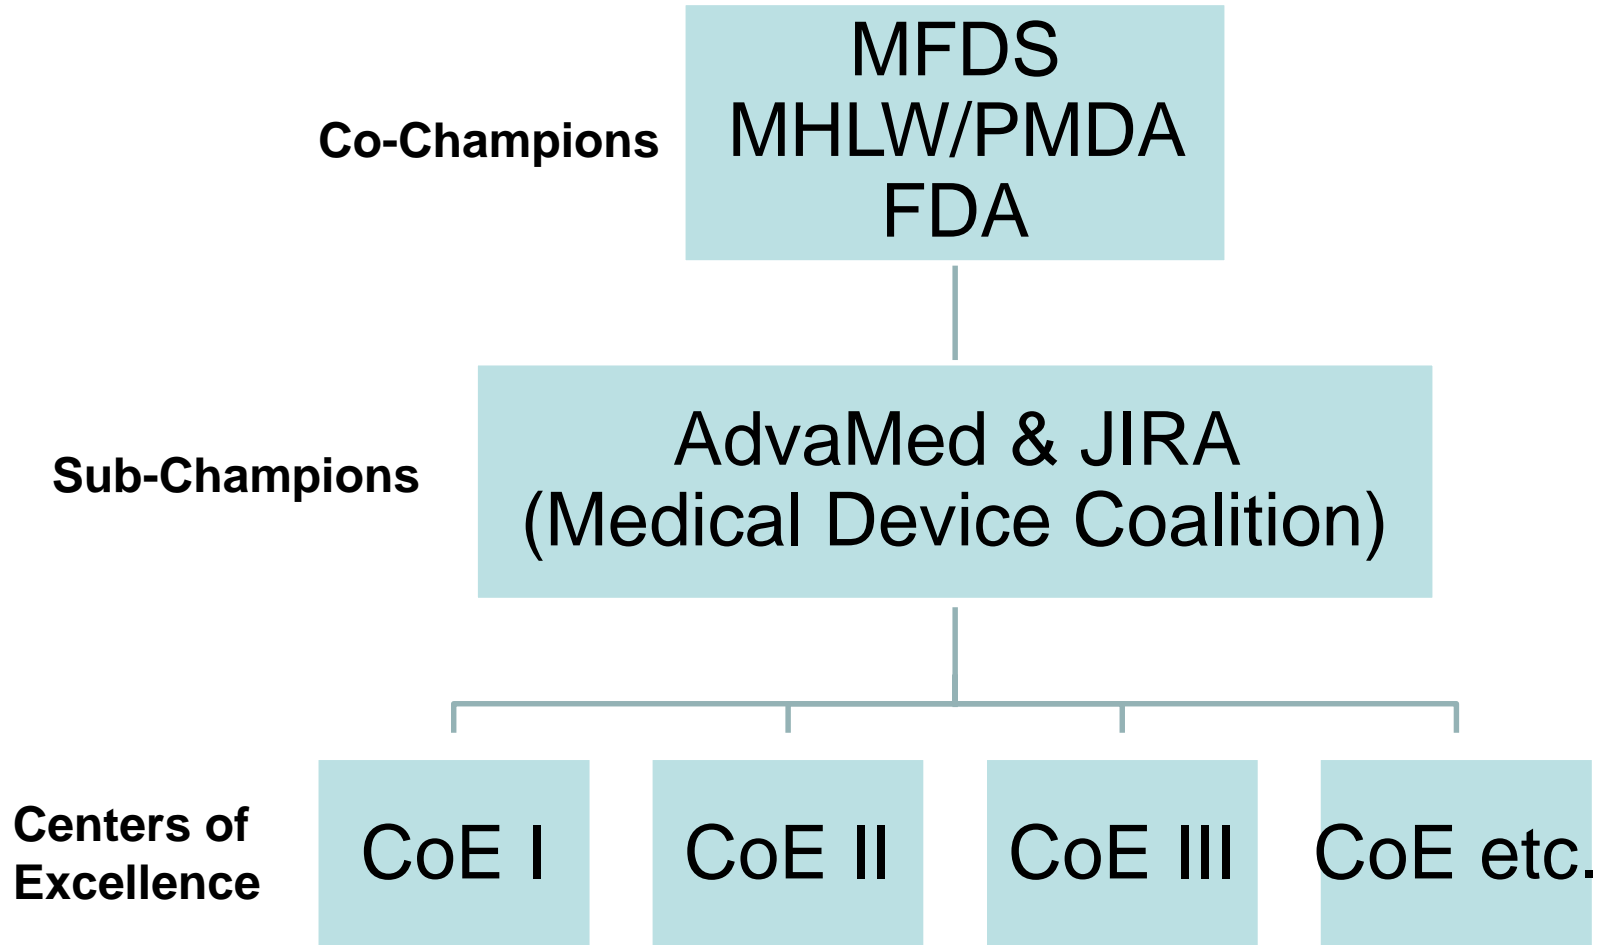 MFDS
MHLW/PMDA
FDA
Co-Champions
AdvaMed & JIRA
(Medical Device Coalition)
Sub-Champions
Centers of
Excellence
CoE I
CoE II
CoE III
CoE etc.